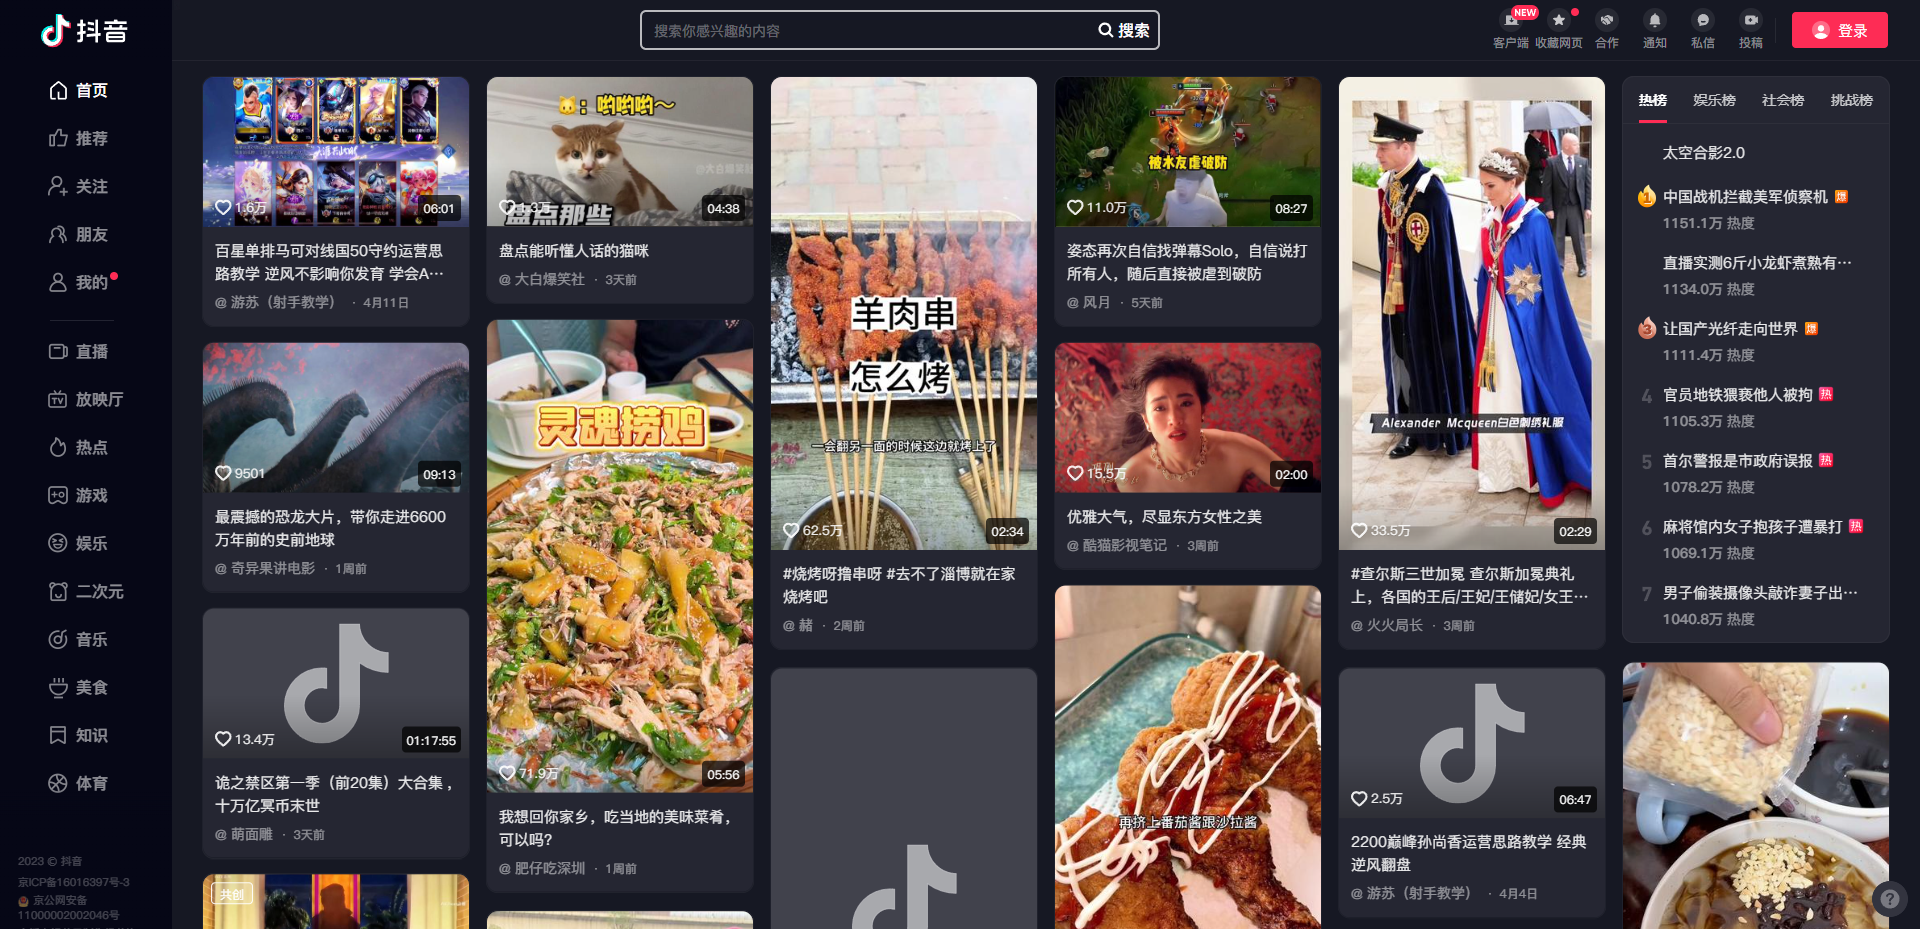 抖音
搜索你感兴趣的内容
搜索
NEW
客户端
收藏网页
合作
通知
私信
投稿
登录
首页
推荐
关注
朋友
我的
直播
放映厅
热点
游戏
娱乐
二次元
音乐
美食
知识
体育
2023 © 抖音
京ICP备16016397号-3
京公网安备
11000002002046号
1.6万
06:01
百星单排马可对线国50守约运营思
路教学 逆风不影响你发育 学会A…
@ 游苏（射手教学） · 4月11日
9501
09:13
最震撼的恐龙大片，带你走进6600
万年前的史前地球
@ 奇异果讲电影 · 1周前
13.4万
01:17:55
诡之禁区第一季（前20集）大合集，
十万亿冥币末世
@ 萌面雕 · 3天前
共创
：哟哟哟～
盘点那些
1.3万
04:38
盘点能听懂人话的猫咪
@ 大白爆笑社 · 3天前
灵魂捞鸡
71.9万
05:56
我想回你家乡，吃当地的美味菜肴，
可以吗？
@ 肥仔吃深圳 · 1周前
羊肉串
怎么烤
一会翻另一面的时候这边就烤上了
62.5万
02:34
#烧烤呀撸串呀 #去不了淄博就在家
烧烤吧
@ 赭 · 2周前
被水友虐破防
11.0万
08:27
姿态再次自信找弹幕Solo，自信说打
所有人，随后直接被虐到破防
@ 风月 · 5天前
15.5万
02:00
优雅大气，尽显东方女性之美
@ 酷猫影视笔记 · 3周前
再挤上番茄酱跟沙拉酱
Alexander Mcqueen白色刺绣礼服
33.5万
02:29
#查尔斯三世加冕 查尔斯加冕典礼
上，各国的王后/王妃/王储妃/女王…
@ 火火局长 · 3周前
2.5万
06:47
2200巅峰孙尚香运营思路教学 经典
逆风翻盘
@ 游苏（射手教学） · 4月4日
热榜
娱乐榜
社会榜
挑战榜
太空合影2.0
1 中国战机拦截美军侦察机 爆
1151.1万 热度
直播实测6斤小龙虾煮熟有…
1134.0万 热度
3 让国产光纤走向世界 爆
1111.4万 热度
4 官员地铁猥亵他人被拘 热
1105.3万 热度
5 首尔警报是市政府误报 热
1078.2万 热度
6 麻将馆内女子抱孩子遭暴打 热
1069.1万 热度
7 男子偷装摄像头敲诈妻子出…
1040.8万 热度
?